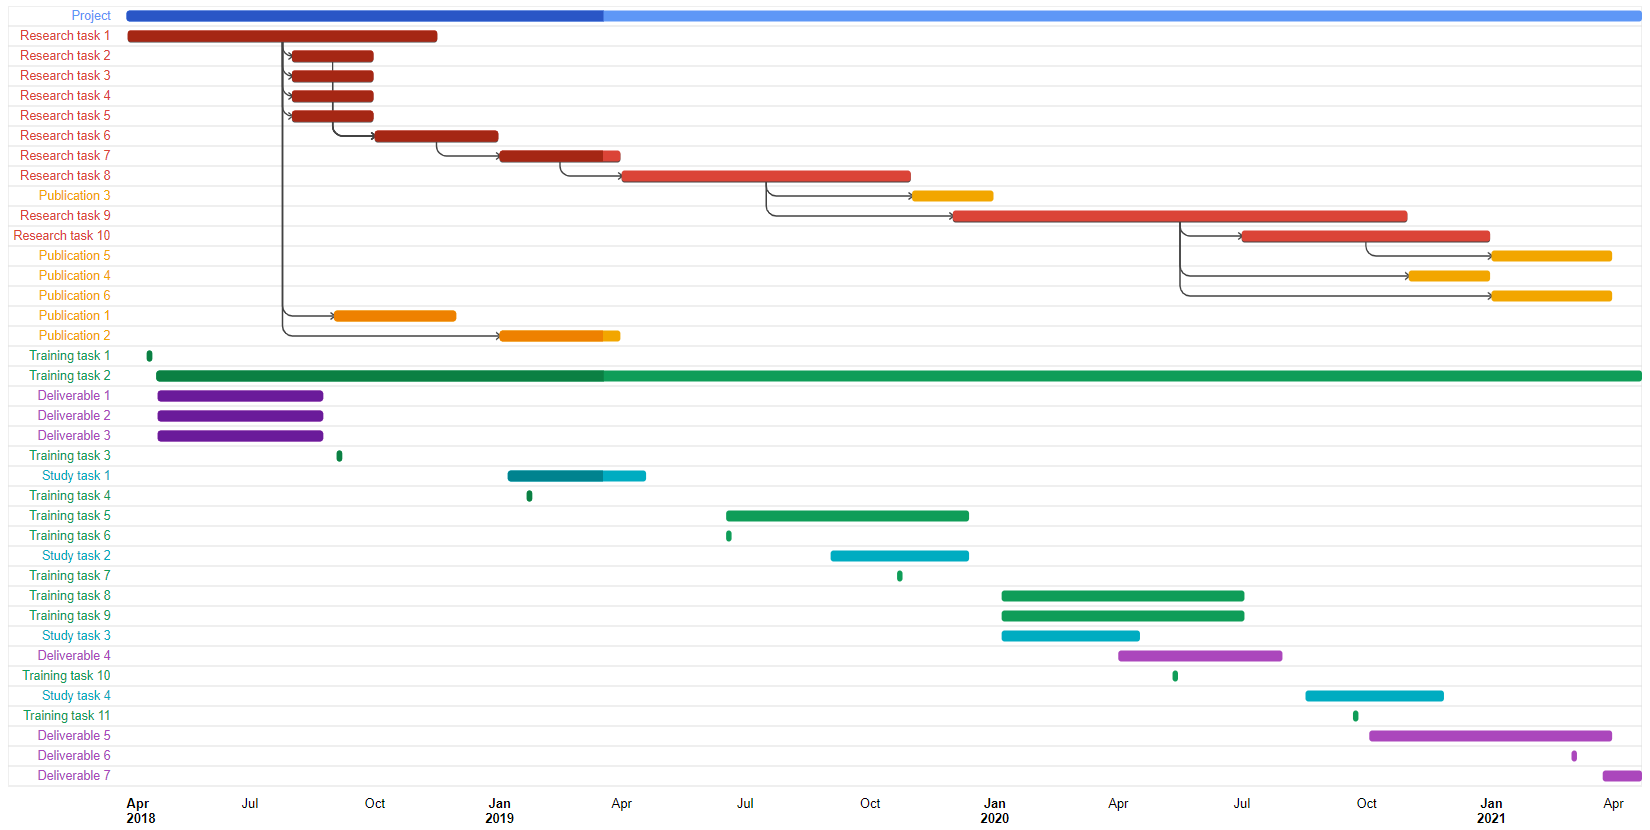 Project
Research task 1
Research task 2
Research task 3
Research task 4
Research task 5
Research task 6
Research task 7
Research task 8
Publication 3
Research task 9
Research task 10
Publication 5
Publication 4
Publication 6
Publication 1
Publication 2
Training task 1
Training task 2
Deliverable 1
Deliverable 2
Deliverable 3
Training task 3
Study task 1
Training task 4
Training task 5
Training task 6
Study task 2
Training task 7
Training task 8
Training task 9
Study task 3
Deliverable 4
Training task 10
Study task 4
Training task 11
Deliverable 5
Deliverable 6
Deliverable 7
Apr Jul Oct Jan Apr Jul Oct Jan Apr Jul Oct Jan Apr
2018 2019 2020 2021